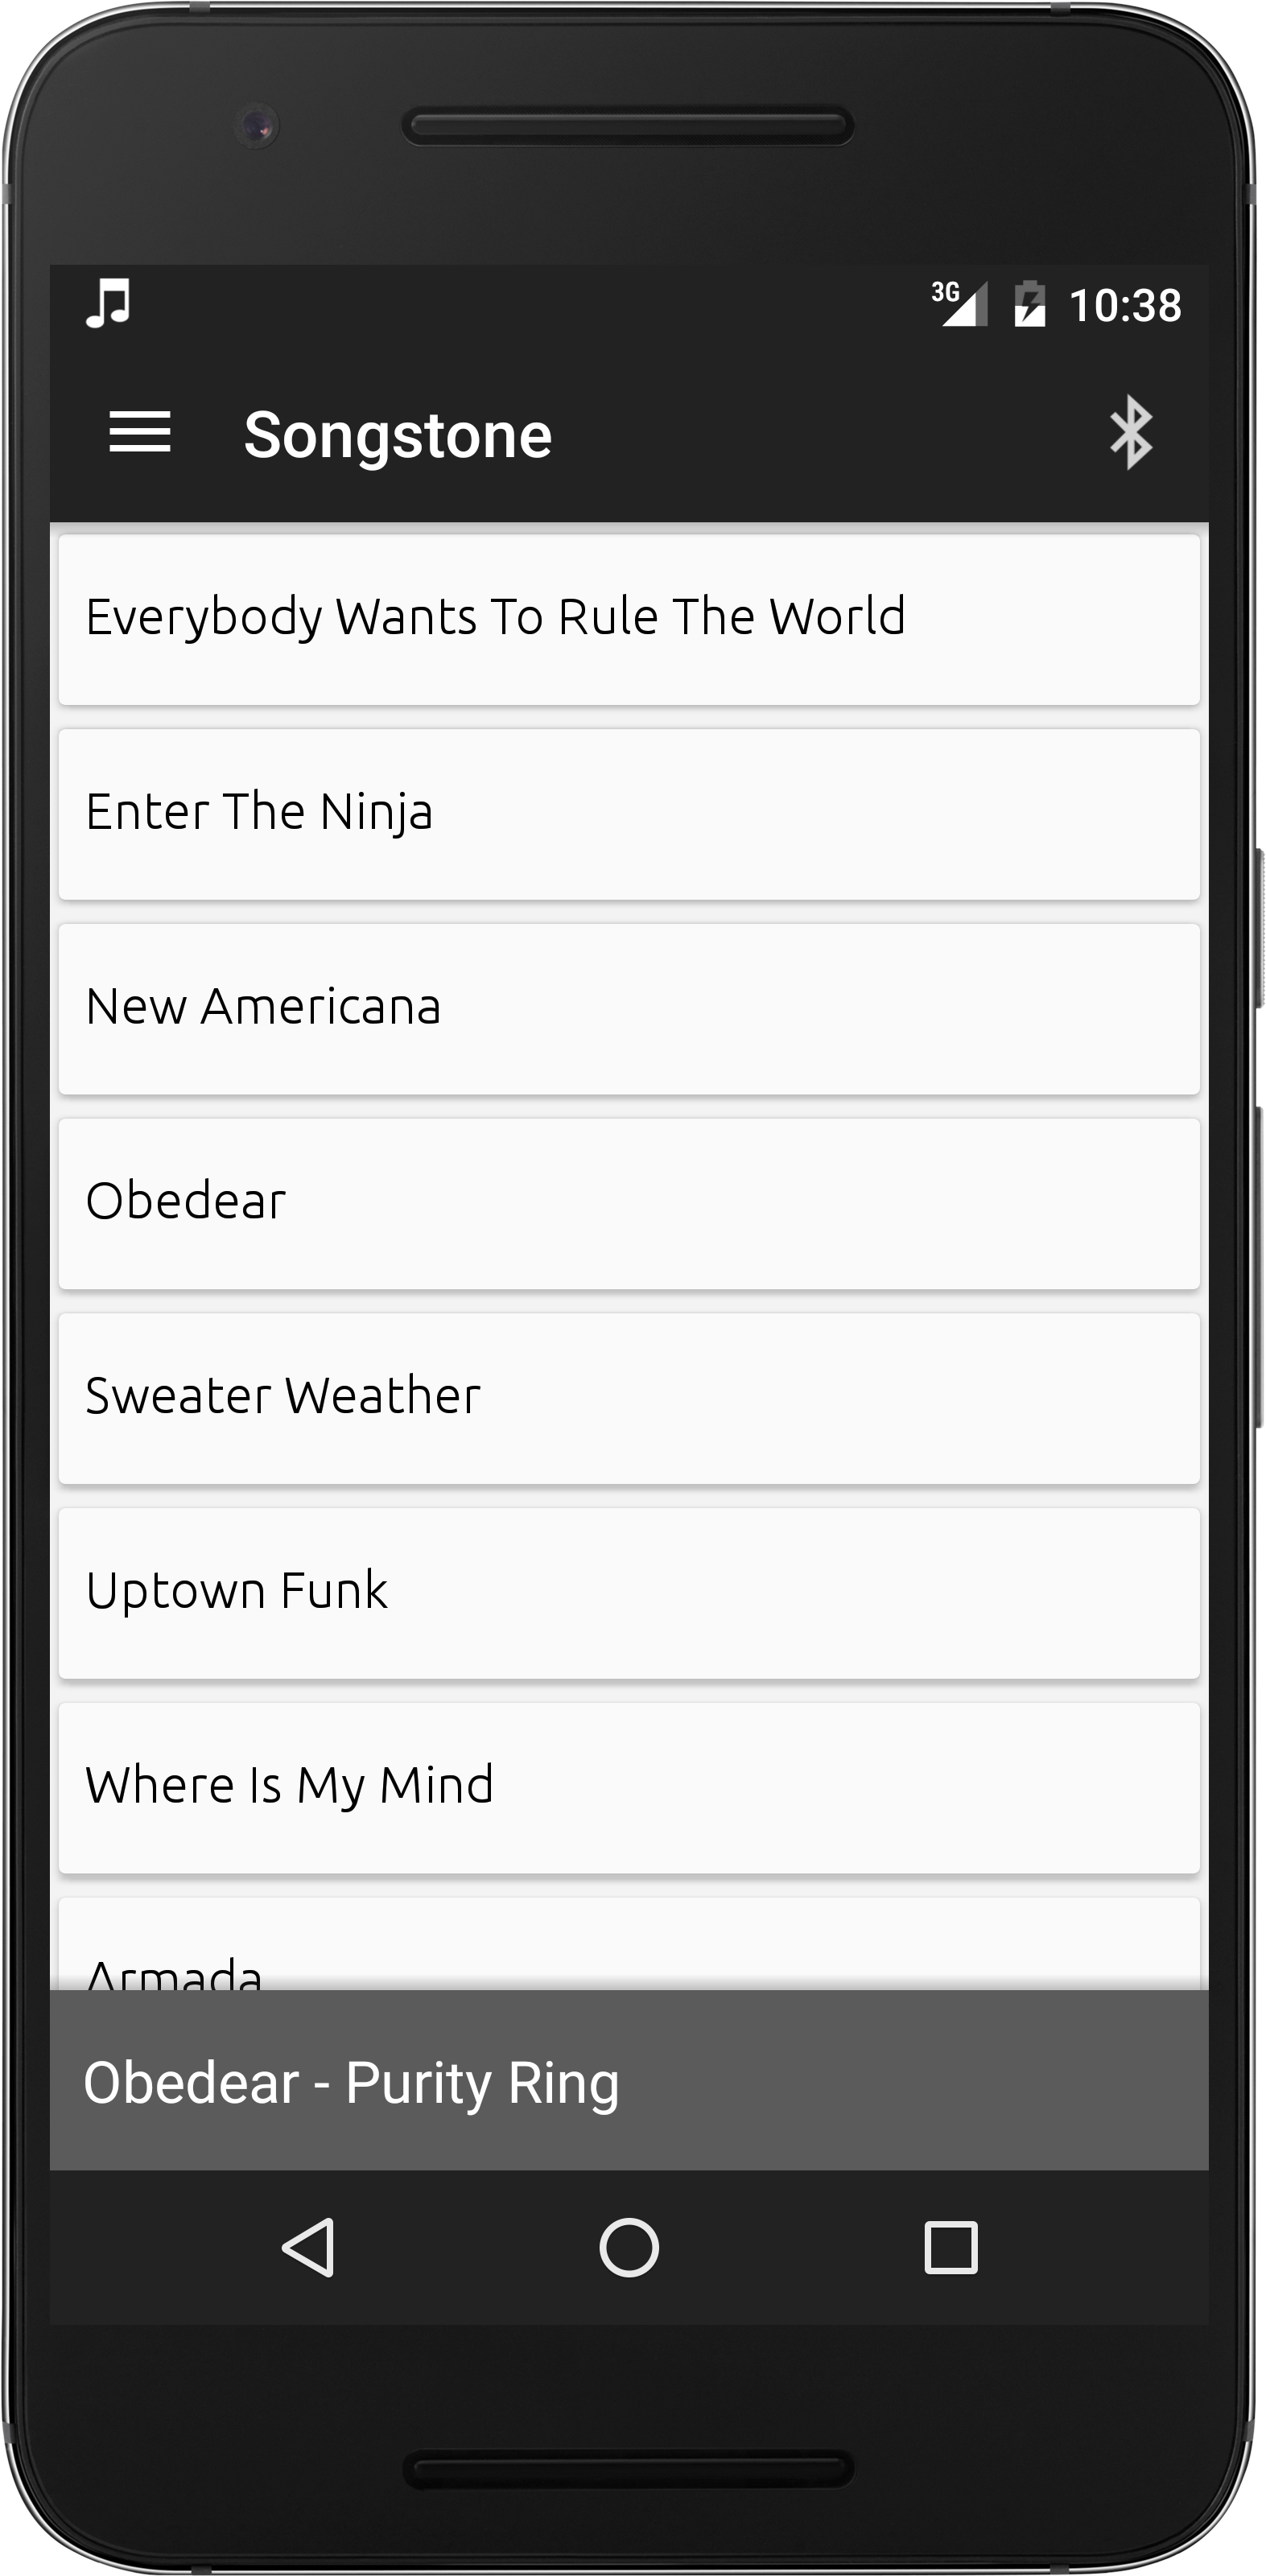 3G 10:38
Songstone
Everybody Wants To Rule The World
Enter The Ninja
New Americana
Obedear
Sweater Weather
Uptown Funk
Where Is My Mind
Armada
Obedear - Purity Ring